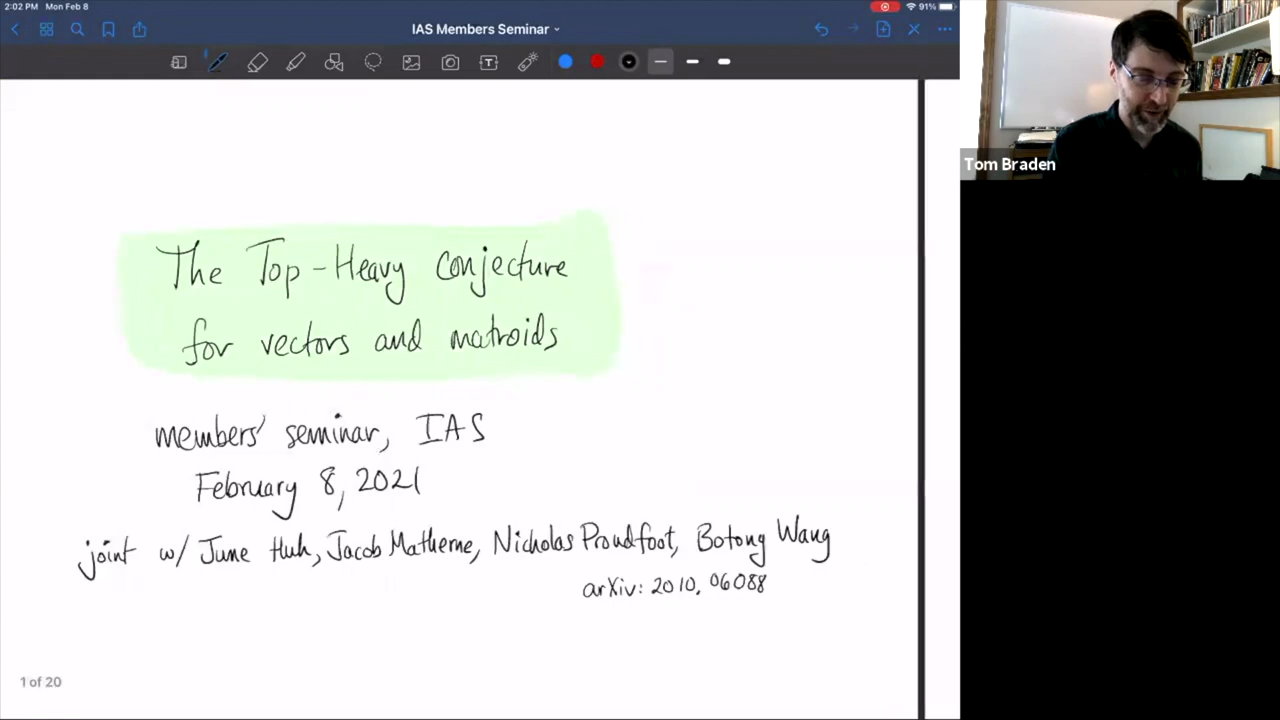 2:02 PM Mon Feb 8
91%
IAS Members Seminar
The Top-Heavy conjecture
for vectors and matroids
members' seminar, IAS
February 8, 2021
joint w/ June Huh, Jacob Matherne, Nicholas Proudfoot, Botong Wang
arXiv: 2010.06088
1 of 20
Tom Braden